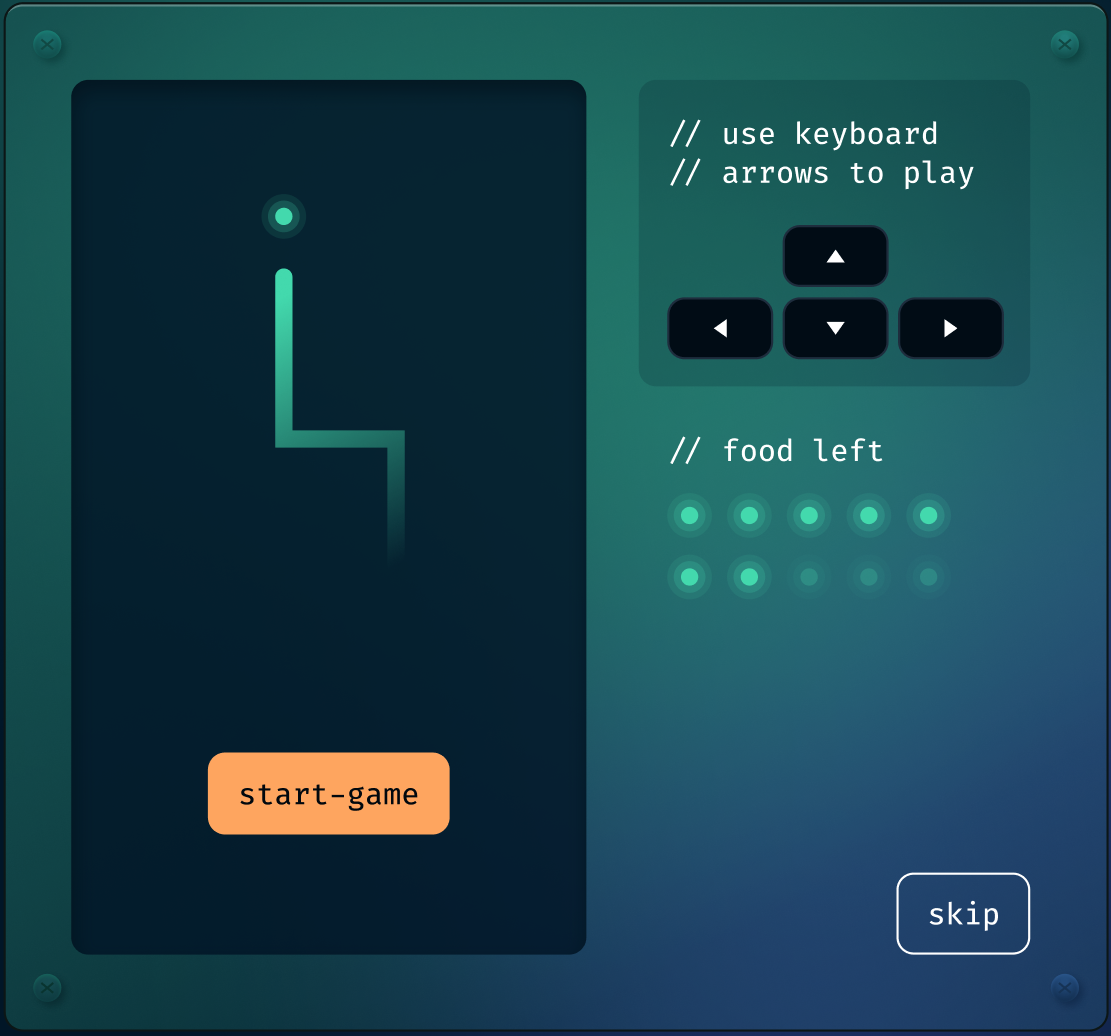 // use keyboard
// arrows to play
// food left
start-game
skip